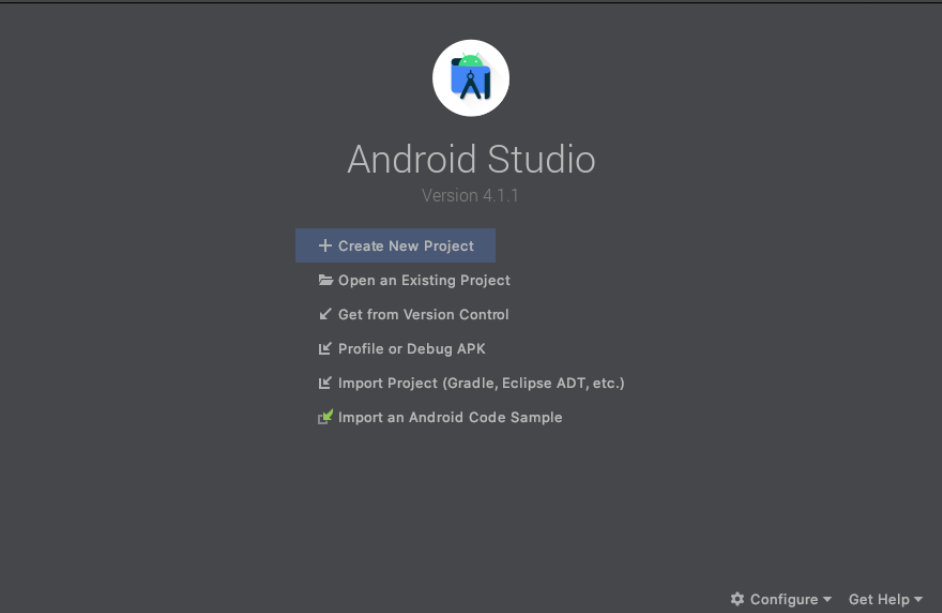 Android Studio
Version 4.1.1
Create New Project
Open an Existing Project
Get from Version Control
Profile or Debug APK
Import Project (Gradle, Eclipse ADT, etc.)
Import an Android Code Sample
Configure Get Help